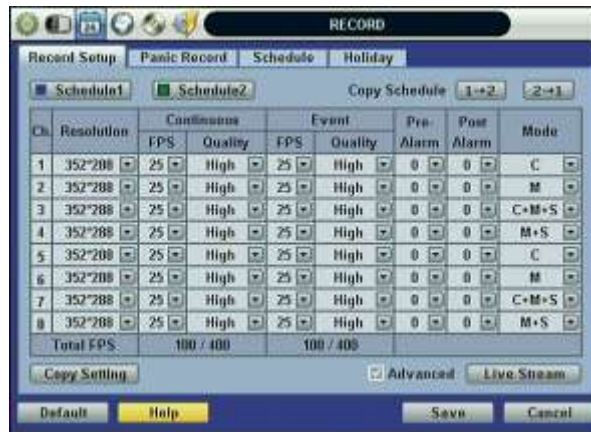 RECORD
Record Setup Panic Record Schedule Holiday
Schedule1 Schedule2 Copy Schedule 1→2 2→1
Ch. Resolution Continuous Event Pre-Alarm Post Alarm Mode
FPS Quality FPS Quality
1 352*288 25 High 25 High 0 0 C
2 352*288 25 High 25 High 0 0 M
3 352*288 25 High 25 High 0 0 C+M+S
4 352*288 25 High 25 High 0 0 M+S
5 352*288 25 High 25 High 0 0 C
6 352*288 25 High 25 High 0 0 M
7 352*288 25 High 25 High 0 0 C+M+S
8 352*288 25 High 25 High 0 0 M+S
Total FPS 100 / 400 100 / 400
Copy Setting Advanced Live Stream
Default Help Save Cancel